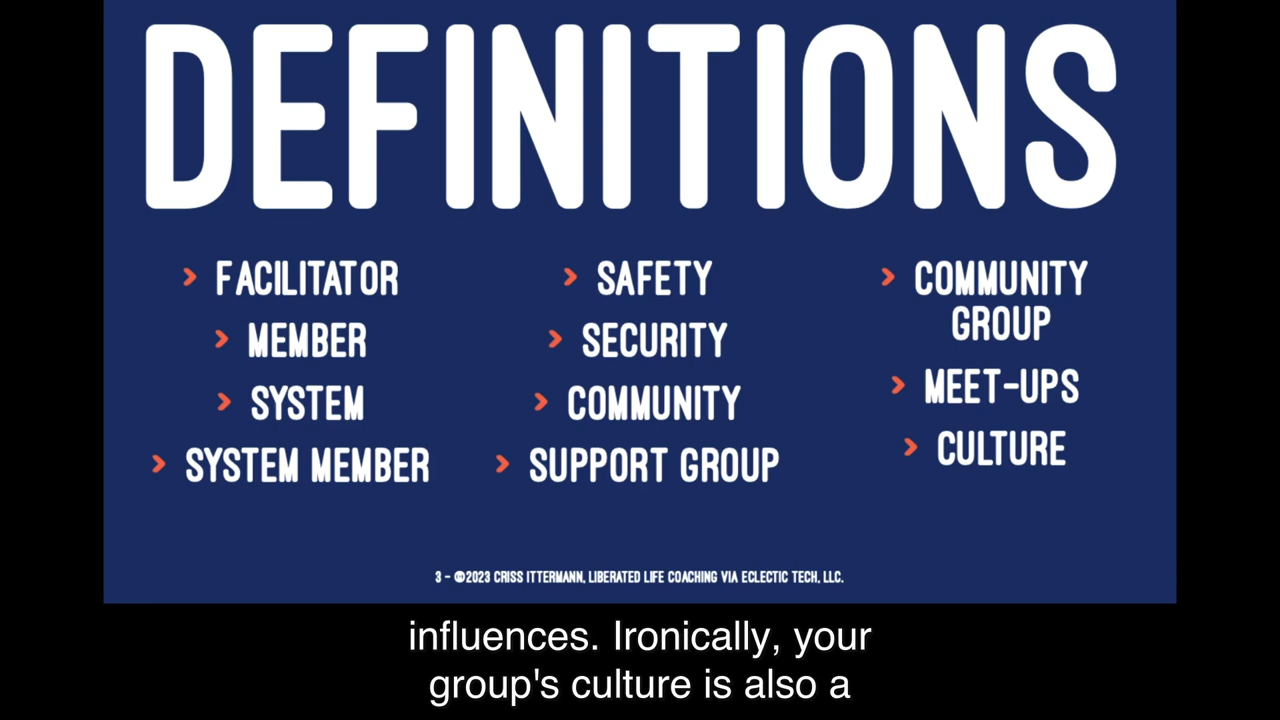 DEFINITIONS
> FACILITATOR
> MEMBER
> SYSTEM
> SYSTEM MEMBER
> SAFETY
> SECURITY
> COMMUNITY
> SUPPORT GROUP
> COMMUNITY
GROUP
> MEET-UPS
> CULTURE
3 - ©2023 CRISS ITTERMANN, LIBERATED LIFE COACHING VIA ECLECTIC TECH, LLC.
influences. Ironically, your
group's culture is also a